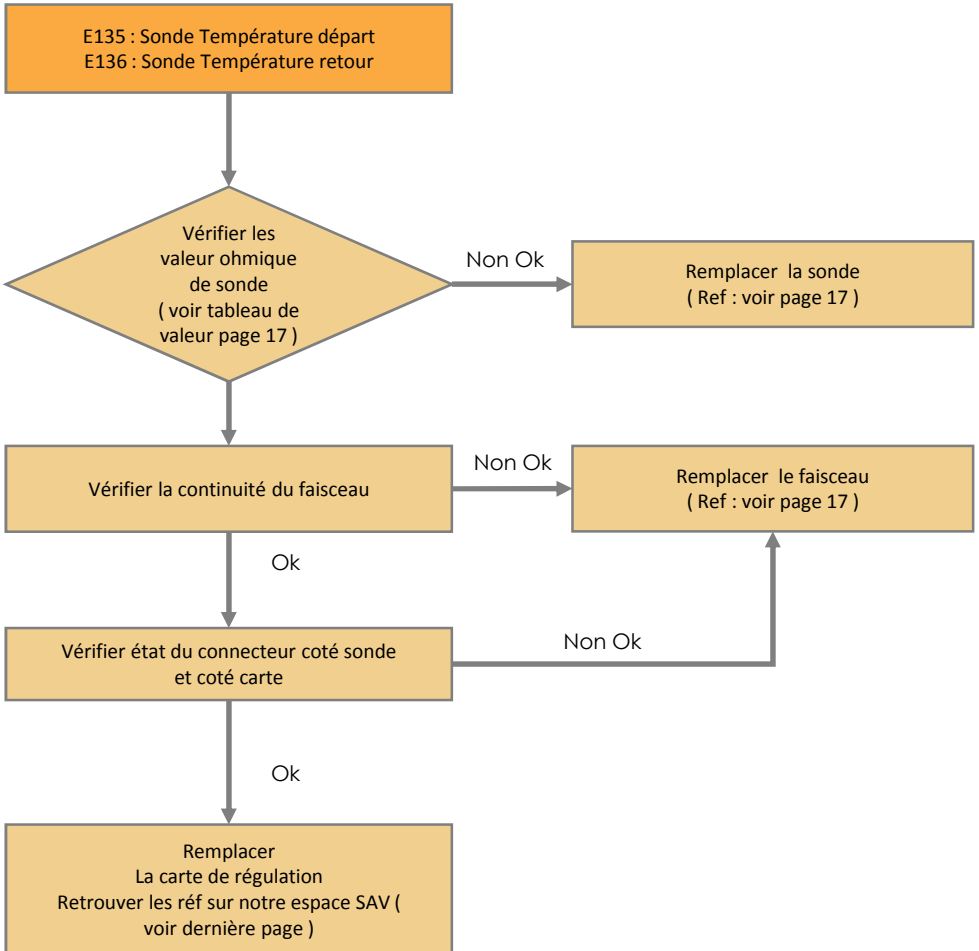 E135 : Sonde Température départ
E136 : Sonde Température retour
Vérifier les
valeur ohmique
de sonde
( voir tableau de
valeur page 17 )
Non Ok
Remplacer la sonde
( Ref : voir page 17 )
Vérifier la continuité du faisceau
Non Ok
Remplacer le faisceau
( Ref : voir page 17 )
Ok
Vérifier état du connecteur coté sonde
et coté carte
Non Ok
Ok
Remplacer
La carte de régulation
Retrouver les réf sur notre espace SAV (
voir dernière page )